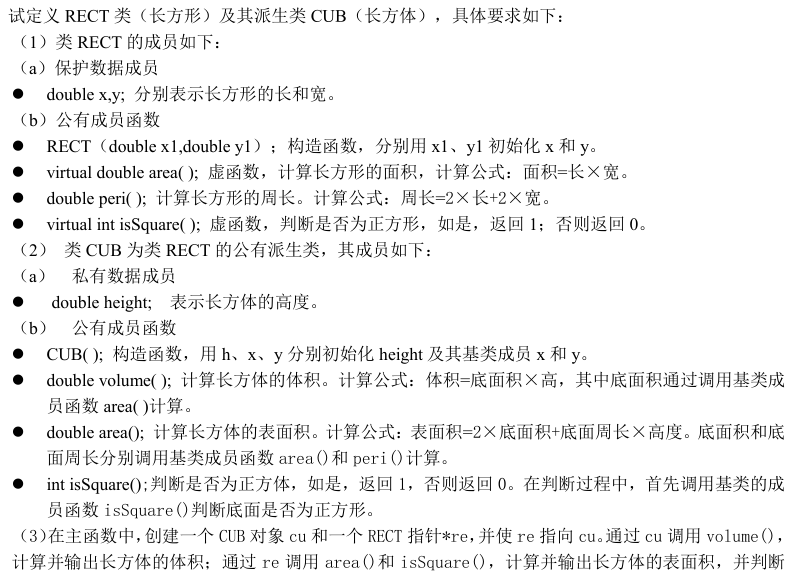 试定义 RECT 类（长方形）及其派生类 CUB（长方体），具体要求如下：
（1）类 RECT 的成员如下：
（a）保护数据成员
● double x,y; 分别表示长方形的长和宽。
（b）公有成员函数
● RECT（double x1,double y1）；构造函数，分别用 x1、y1 初始化 x 和 y。
● virtual double area( ); 虚函数，计算长方形的面积，计算公式：面积=长×宽。
● double peri( ); 计算长方形的周长。计算公式：周长=2×长+2×宽。
● virtual int isSquare( ); 虚函数，判断是否为正方形，如是，返回 1；否则返回 0。
（2） 类 CUB 为类 RECT 的公有派生类，其成员如下：
（a） 私有数据成员
● double height; 表示长方体的高度。
（b） 公有成员函数
● CUB( ); 构造函数，用 h、x、y 分别初始化 height 及其基类成员 x 和 y。
● double volume( ); 计算长方体的体积。计算公式：体积=底面积×高，其中底面积通过调用基类成
员函数 area( )计算。
● double area(); 计算长方体的表面积。计算公式：表面积=2×底面积+底面周长×高度。底面积和底
面周长分别调用基类成员函数 area()和 peri()计算。
● int isSquare();判断是否为正方体，如是，返回 1，否则返回 0。在判断过程中，首先调用基类的成
员函数 isSquare()判断底面是否为正方形。
（3）在主函数中，创建一个 CUB 对象 cu 和一个 RECT 指针*re，并使 re 指向 cu。通过 cu 调用 volume()，
计算并输出长方体的体积；通过 re 调用 area()和 isSquare()，计算并输出长方体的表面积，并判断